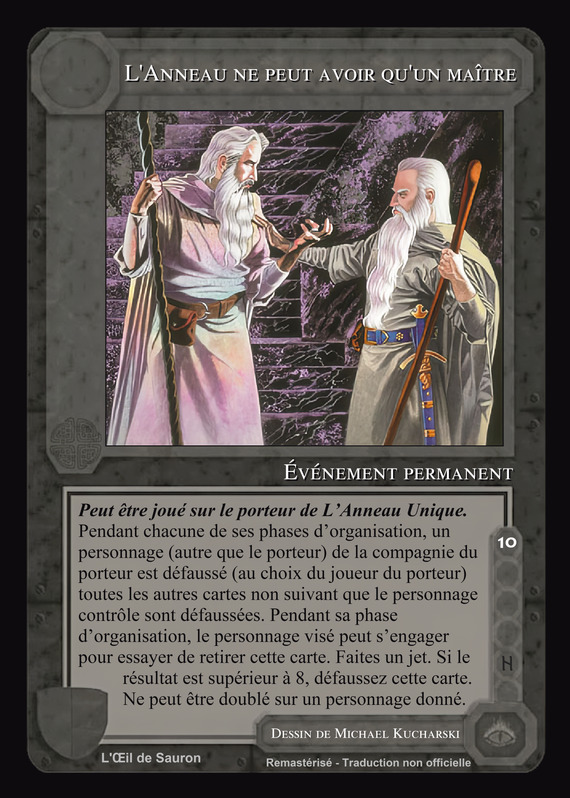 L'Anneau ne peut avoir qu'un maître
Événement permanent
Peut être joué sur le porteur de L'Anneau Unique.
Pendant chacune de ses phases d'organisation, un
personnage (autre que le porteur) de la compagnie du
porteur est défaussé (au choix du joueur du porteur)
toutes les autres cartes non suivant que le personnage
contrôle sont défaussées. Pendant sa phase
d'organisation, le personnage visé peut s'engager
pour essayer de retirer cette carte. Faites un jet. Si le
résultat est supérieur à 8, défaussez cette carte.
Ne peut être doublé sur un personnage donné.
10
Dessin de Michael Kucharski
L'Œil de Sauron
Remastérisé - Traduction non officielle